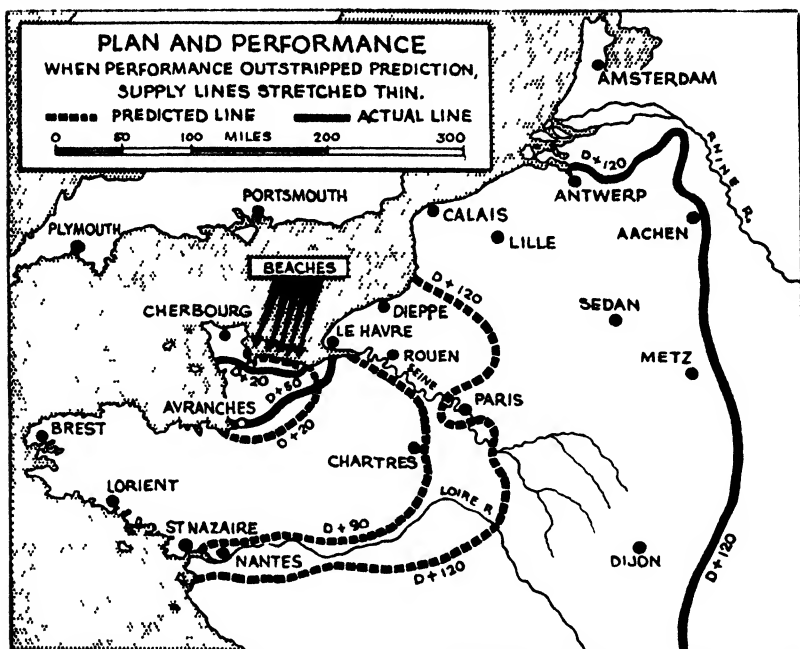 PLAN AND PERFORMANCE
WHEN PERFORMANCE OUTSTRIPPED PREDICTION,
SUPPLY LINES STRETCHED THIN.
PREDICTED LINE ACTUAL LINE
0 50 100 MILES 200 300
AMSTERDAM
RHINE R.
D+120
ANTWERP
PORTSMOUTH
CALAIS
AACHEN
PLYMOUTH
LILLE
BEACHES
D+120
CHERBOURG
DIEPPE
SEDAN
LE HAVRE
ROUEN
METZ
D+20
D+50
SEINE
PARIS
AVRANCHES
BREST
D+20
CHARTRES
LORIENT
LOIRE R.
ST NAZAIRE
D+90
NANTES
D+120
DIJON
D+120